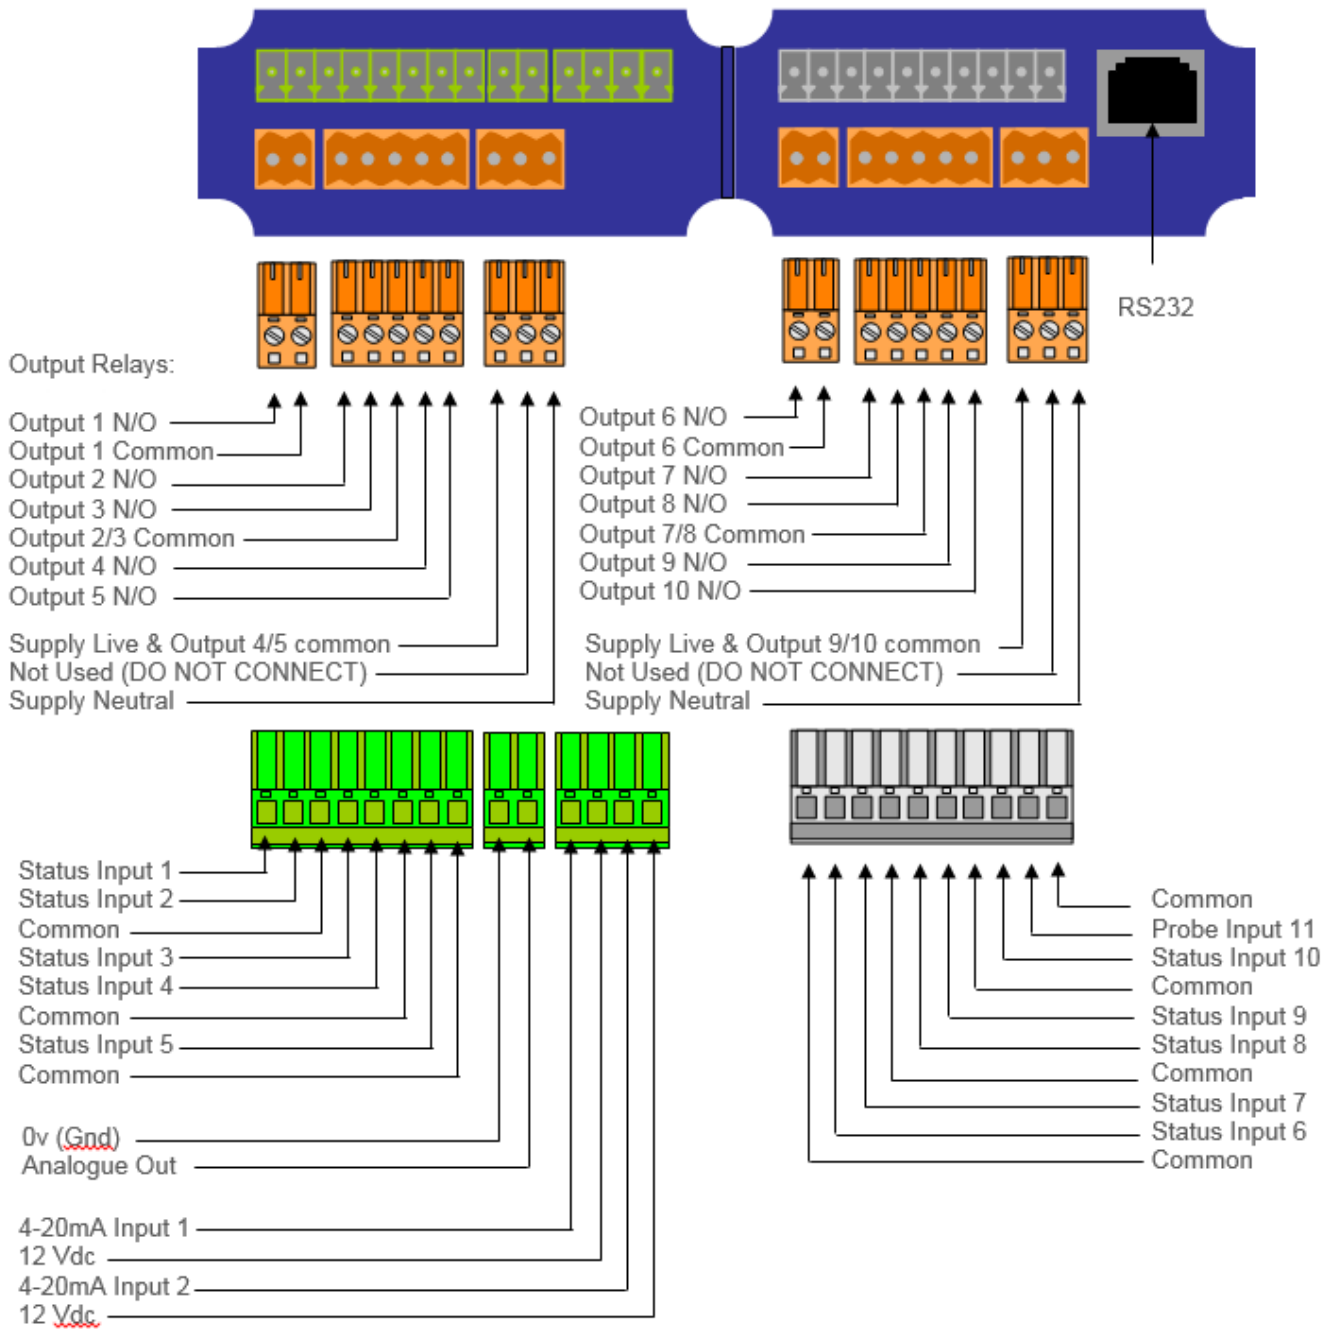 RS232
Output Relays:
Output 1 N/O
Output 1 Common
Output 2 N/O
Output 3 N/O
Output 2/3 Common
Output 4 N/O
Output 5 N/O
Supply Live & Output 4/5 common
Not Used (DO NOT CONNECT)
Supply Neutral
Output 6 N/O
Output 6 Common
Output 7 N/O
Output 8 N/O
Output 7/8 Common
Output 9 N/O
Output 10 N/O
Supply Live & Output 9/10 common
Not Used (DO NOT CONNECT)
Supply Neutral
Status Input 1
Status Input 2
Common
Status Input 3
Status Input 4
Common
Status Input 5
Common
0v (Gnd)
Analogue Out
4-20mA Input 1
12 Vdc
4-20mA Input 2
12 Vdc
Common
Probe Input 11
Status Input 10
Common
Status Input 9
Status Input 8
Common
Status Input 7
Status Input 6
Common